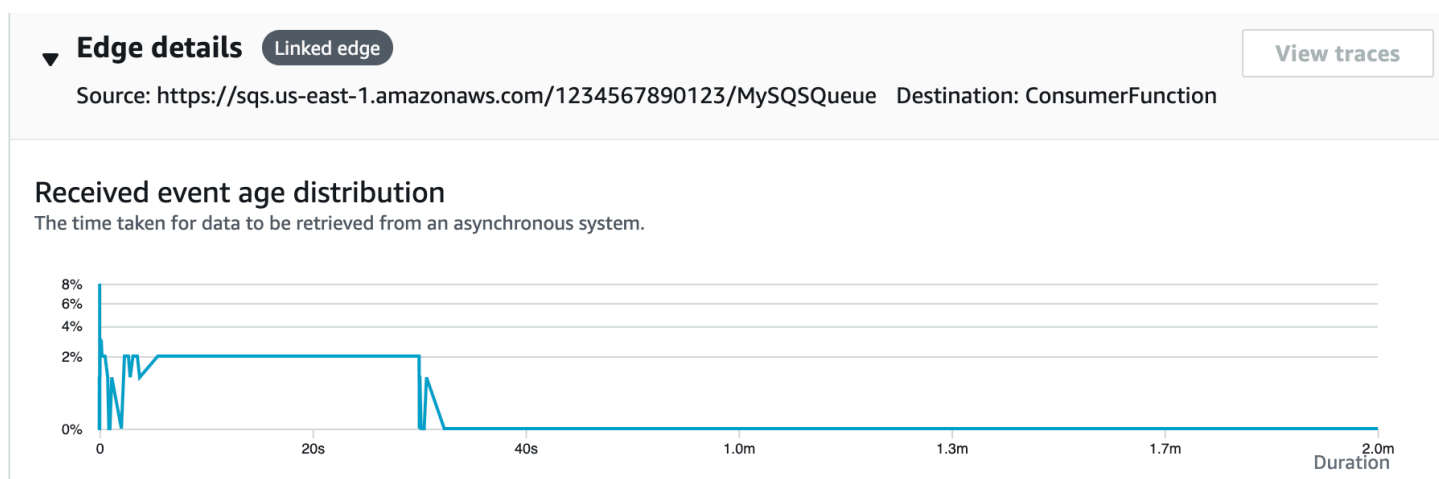 Edge details Linked edge View traces
Source: https://sqs.us-east-1.amazonaws.com/1234567890123/MySQSQueue Destination: ConsumerFunction
Received event age distribution
The time taken for data to be retrieved from an asynchronous system.
8%
6%
4%
2%
0%
0 20s 40s 1.0m 1.3m 1.7m 2.0m
Duration